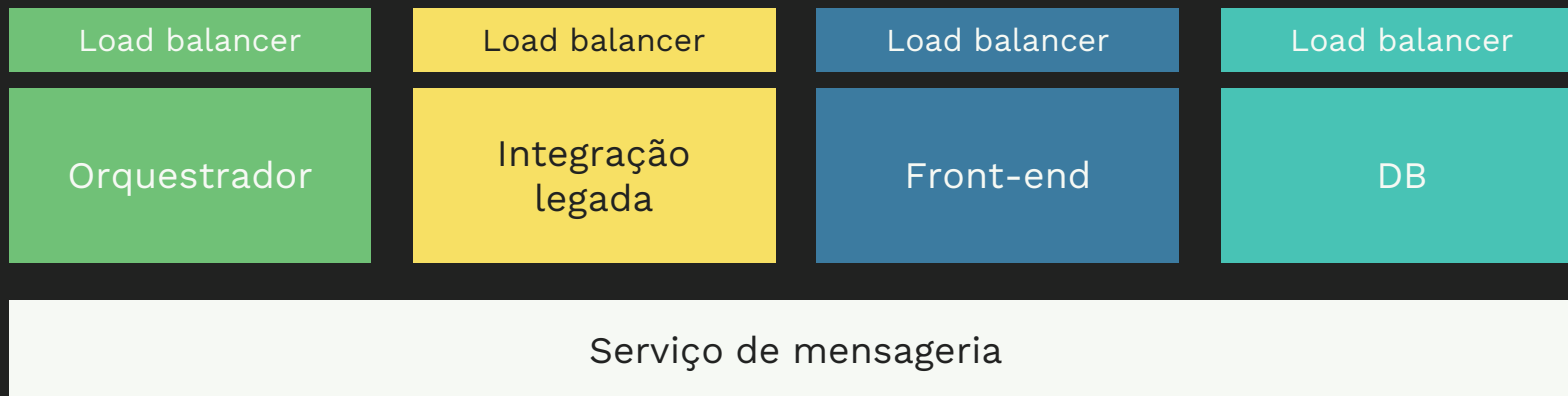 Load balancer
Load balancer
Load balancer
Load balancer
Orquestrador
Integração
legada
Front-end
DB
Serviço de mensageria